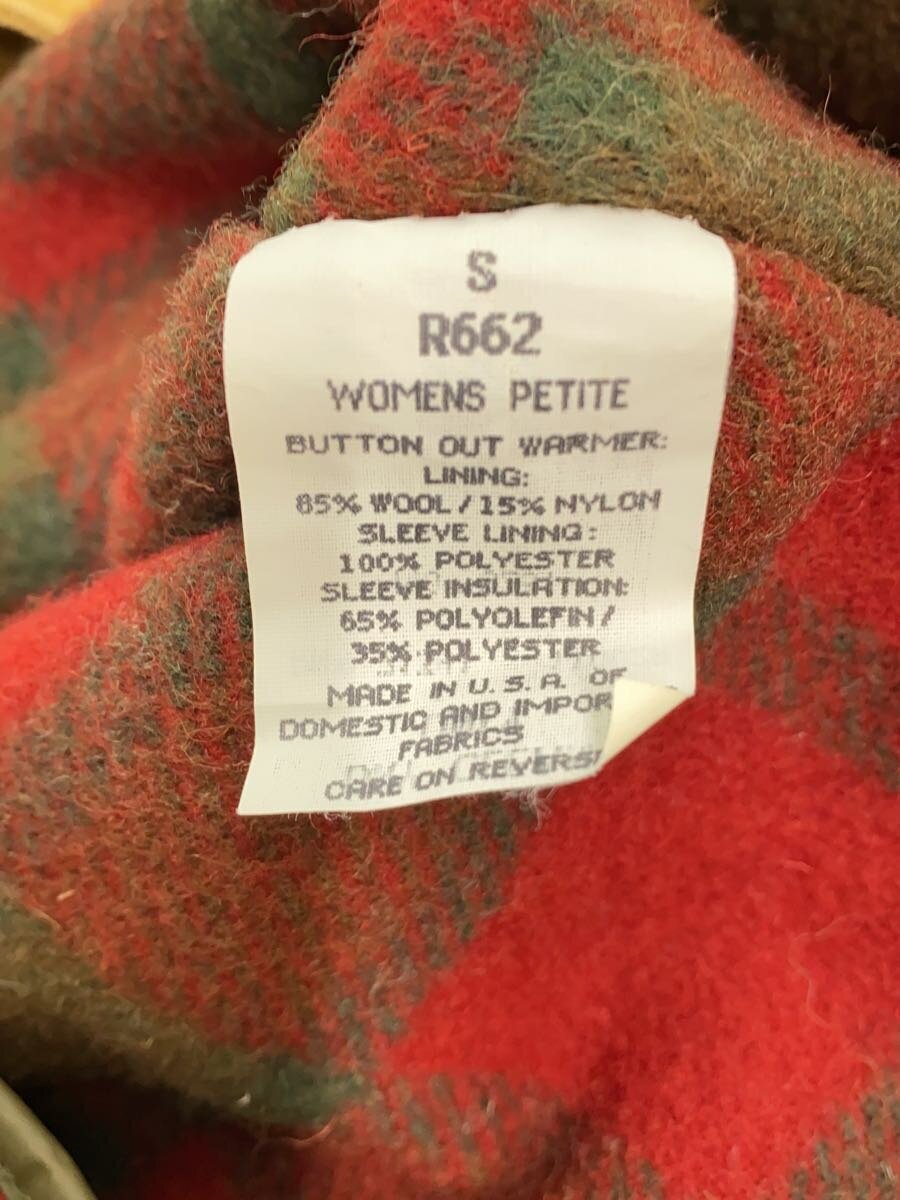 S
R662
WOMENS PETITE
BUTTON OUT WARMER:
LINING:
85% WOOL / 15% NYLON
SLEEVE LINING:
100% POLYESTER
SLEEVE INSULATION:
65% POLYOLEFIN /
35% POLYESTER
MADE IN U.S.A. OF
DOMESTIC AND IMPOR
FABRICS
CARE ON REVERS